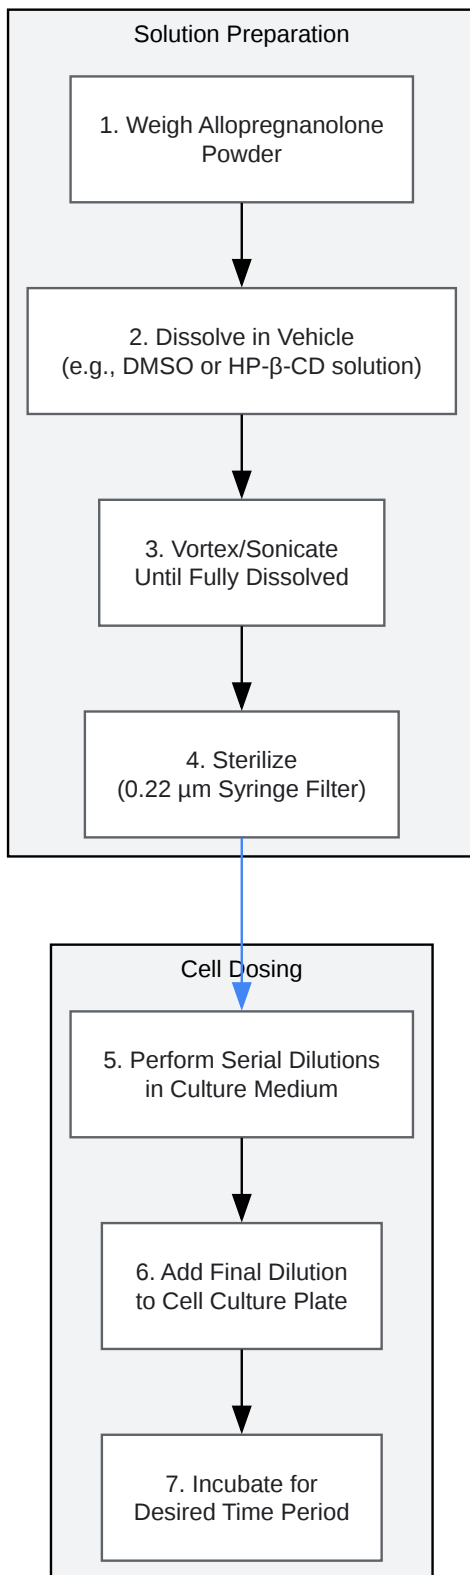 Solution Preparation
1. Weigh Allopregnanolone
Powder
2. Dissolve in Vehicle
(e.g., DMSO or HP-β-CD solution)
3. Vortex/Sonicate
Until Fully Dissolved
4. Sterilize
(0.22 µm Syringe Filter)
Cell Dosing
5. Perform Serial Dilutions
in Culture Medium
6. Add Final Dilution
to Cell Culture Plate
7. Incubate for
Desired Time Period